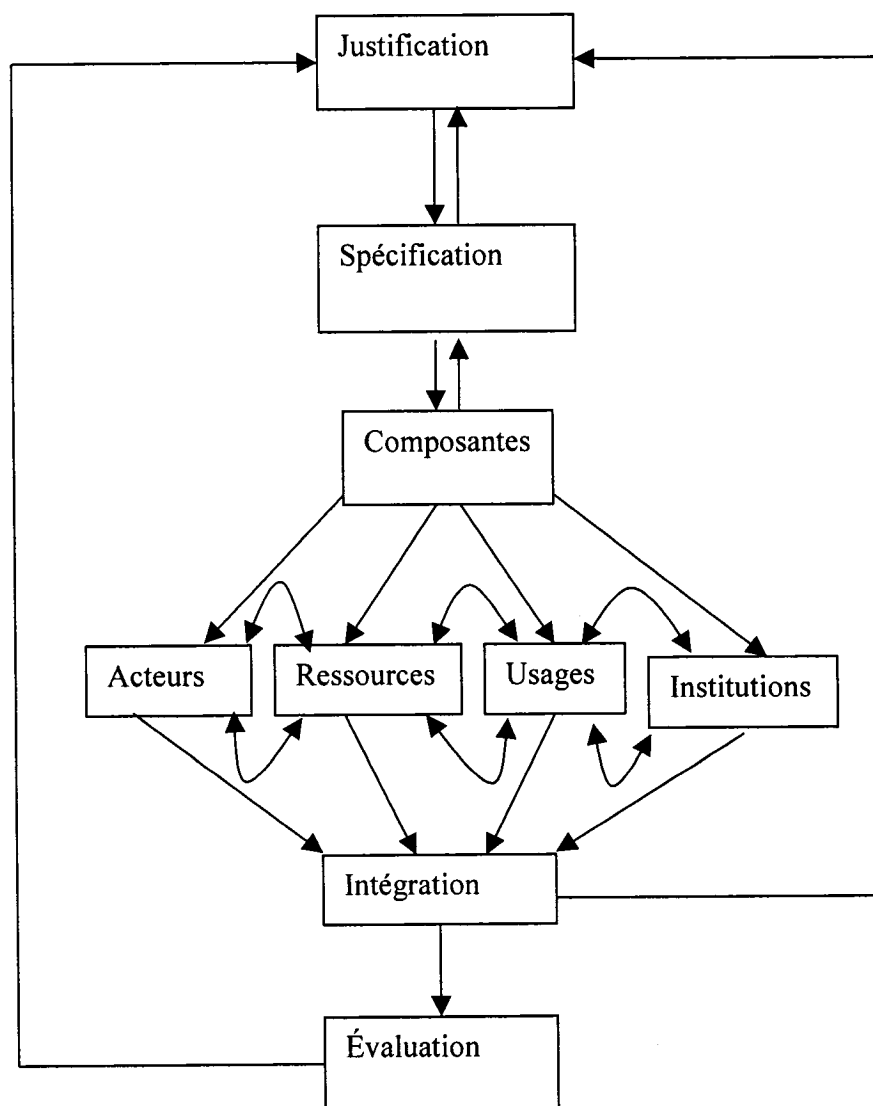 Justification
Spécification
Composantes
Acteurs
Ressources
Usages
Institutions
Intégration
Évaluation